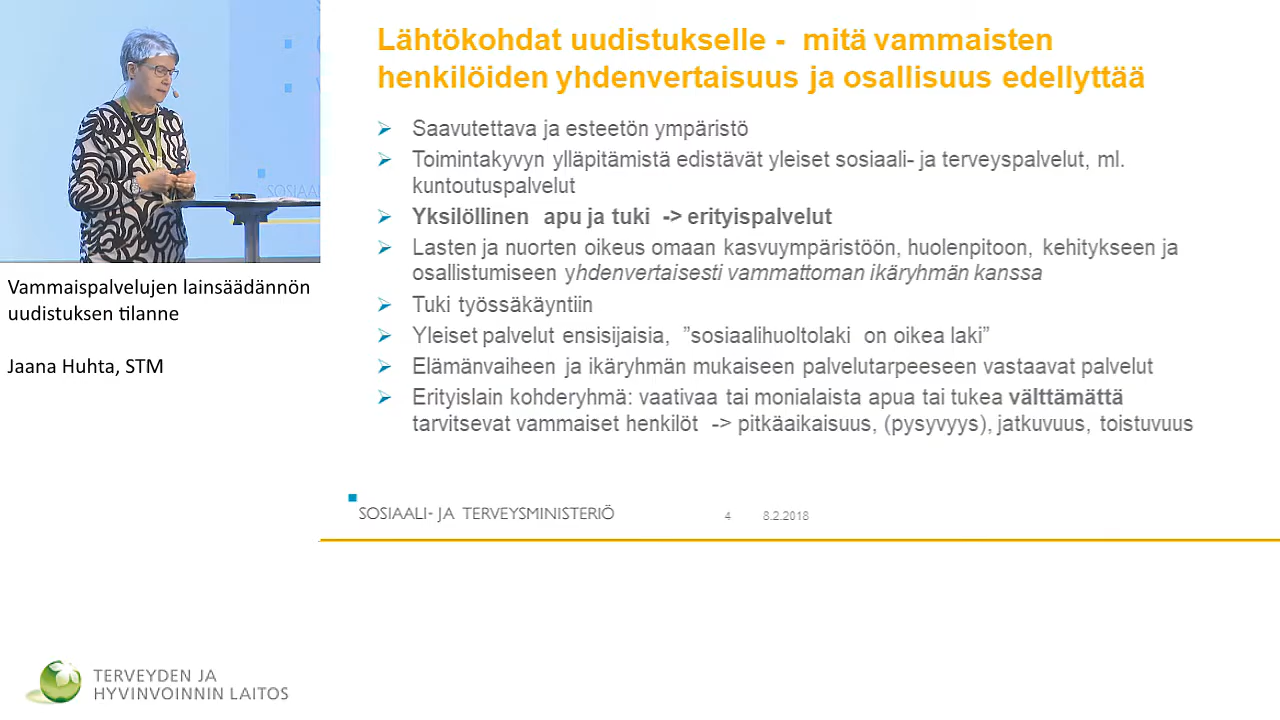 Lähtökohdat uudistukselle - mitä vammaisten
henkilöiden yhdenvertaisuus ja osallisuus edellyttää
Saavutettava ja esteetön ympäristö
Toimintakyvyn ylläpitämistä edistävät yleiset sosiaali- ja terveyspalvelut, ml.
kuntoutuspalvelut
Yksilöllinen apu ja tuki -> erityispalvelut
Lasten ja nuorten oikeus omaan kasvuympäristöön, huolenpitoon, kehitykseen ja
osallistumiseen yhdenvertaisesti vammattoman ikäryhmän kanssa
Tuki työssäkäyntiin
Yleiset palvelut ensisijaisia, ”sosiaalihuoltolaki on oikea laki”
Elämänvaiheen ja ikäryhmän mukaiseen palvelutarpeeseen vastaavat palvelut
Erityislain kohderyhmä: vaativaa tai monialaista apua tai tukea välttämättä
tarvitsevat vammaiset henkilöt -> pitkäaikaisuus, (pysyvyys), jatkuvuus, toistuvuus
SOSIAALI- JA TERVEYSMINISTERIÖ 4 8.2.2018
SOSIAAL
Vammaispalvelujen lainsäädännön
uudistuksen tilanne
Jaana Huhta, STM
TERVEYDEN JA
HYVINVOINNIN LAITOS